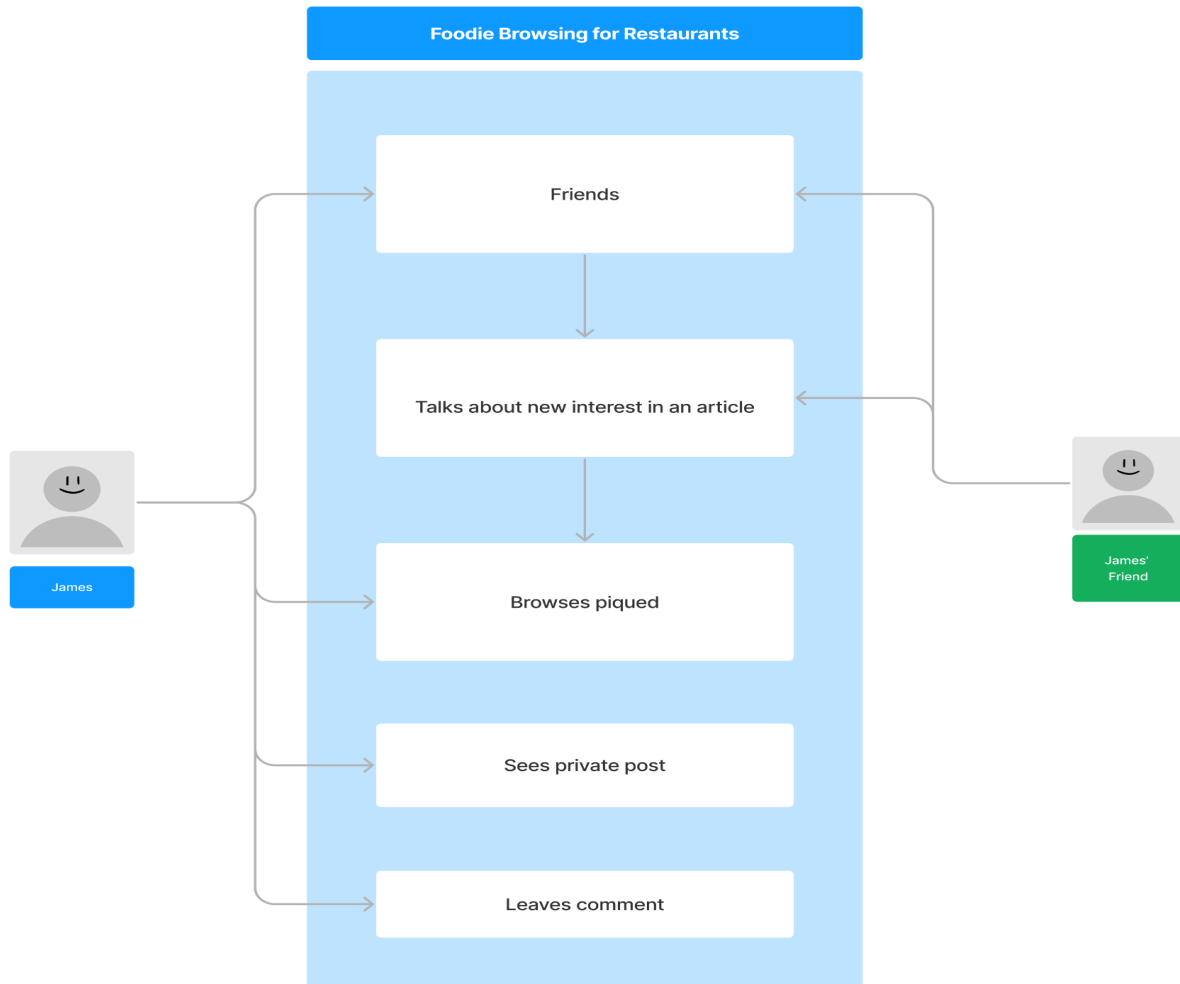 Foodie Browsing for Restaurants
Friends
Talks about new interest in an article
James
James'
Friend
Browses piqued
Sees private post
Leaves comment